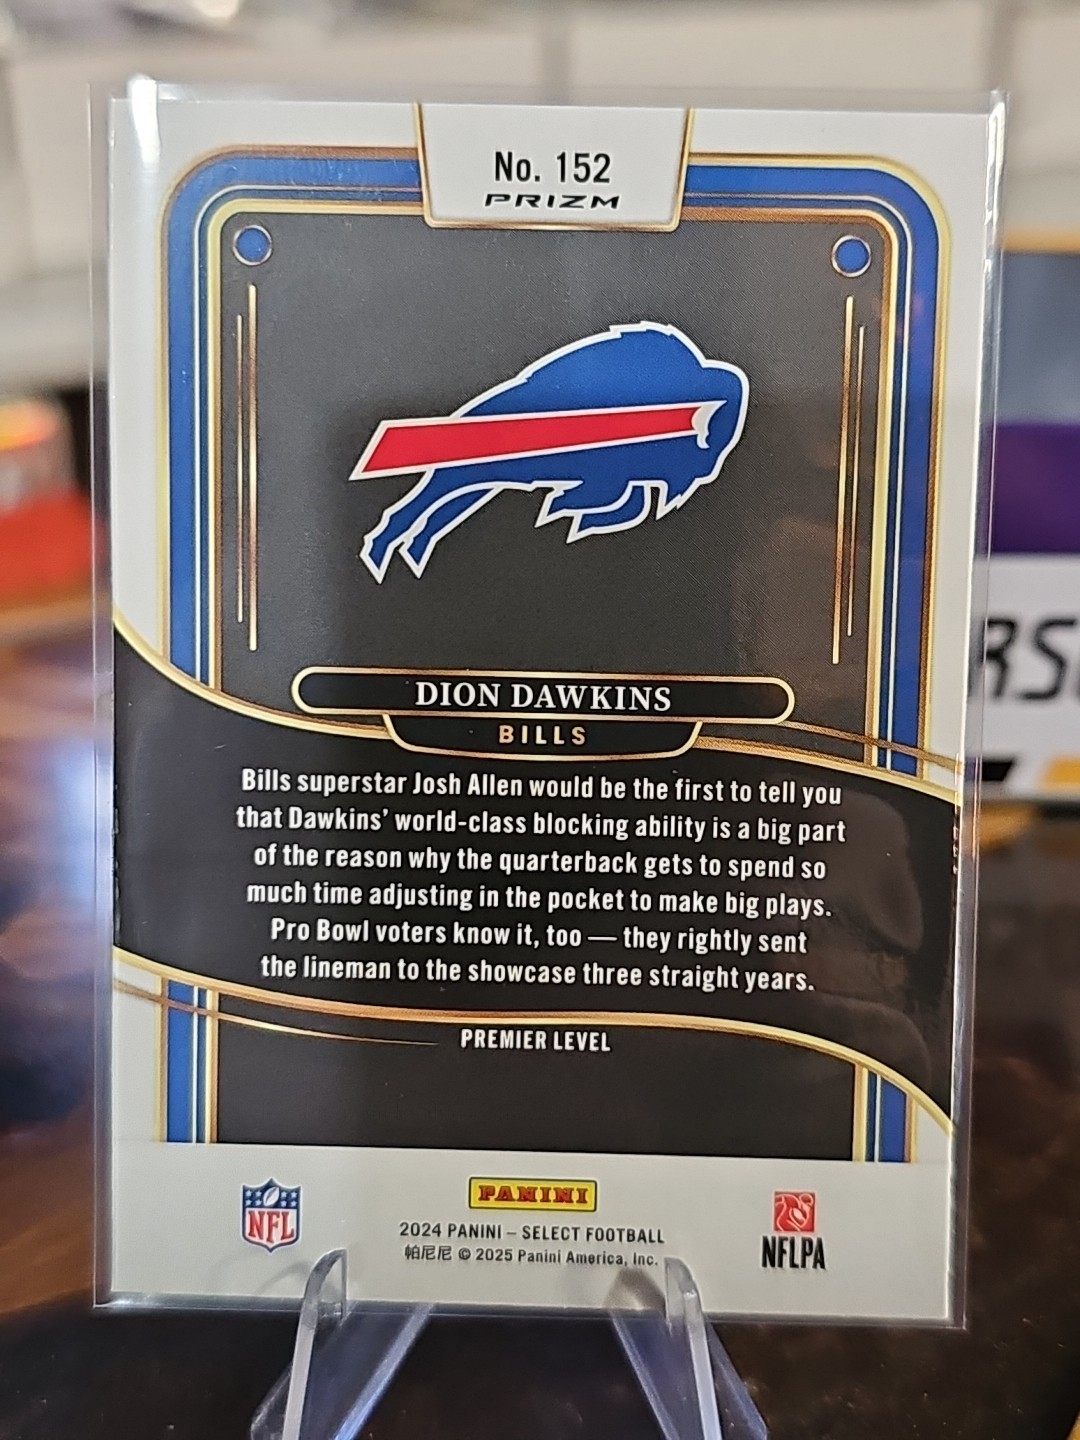 No. 152
PRIZM
DION DAWKINS
BILLS
Bills superstar Josh Allen would be the first to tell you
that Dawkins' world-class blocking ability is a big part
of the reason why the quarterback gets to spend so
much time adjusting in the pocket to make big plays.
Pro Bowl voters know it, too — they rightly sent
the lineman to the showcase three straight years.
PREMIER LEVEL
NFL
PANINI
2024 PANINI – SELECT FOOTBALL
帕尼尼 © 2025 Panini America, Inc.
NFLPA